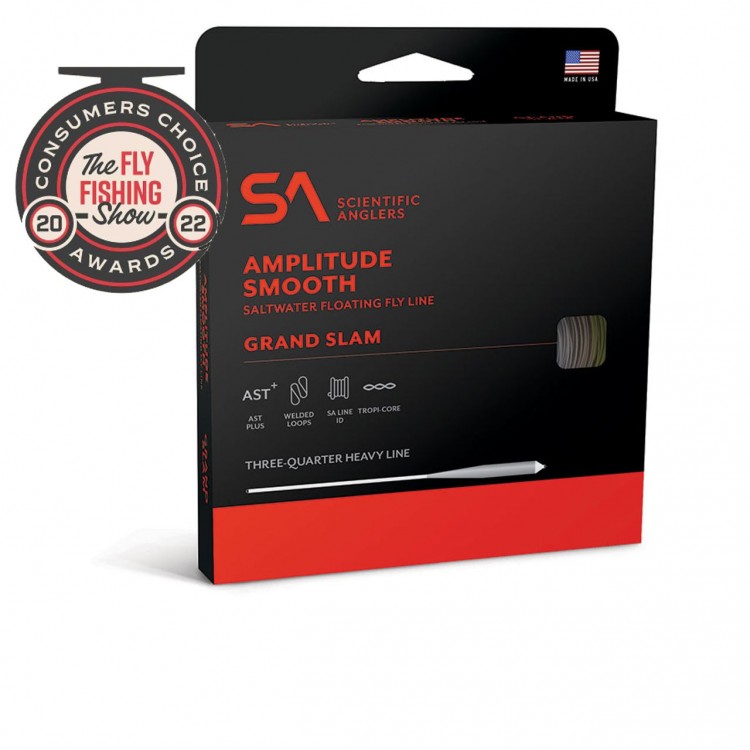 CONSUMERS CHOICE
The FLY
FISHING
Show
20 22
AWARDS
MADE IN USA
SA
SCIENTIFIC
ANGLERS
AMPLITUDE
SMOOTH
SALTWATER FLOATING FLY LINE
GRAND SLAM
AST+
AST
PLUS
WELDED
LOOPS
SA LINE
ID
TROPI-CORE
THREE-QUARTER HEAVY LINE